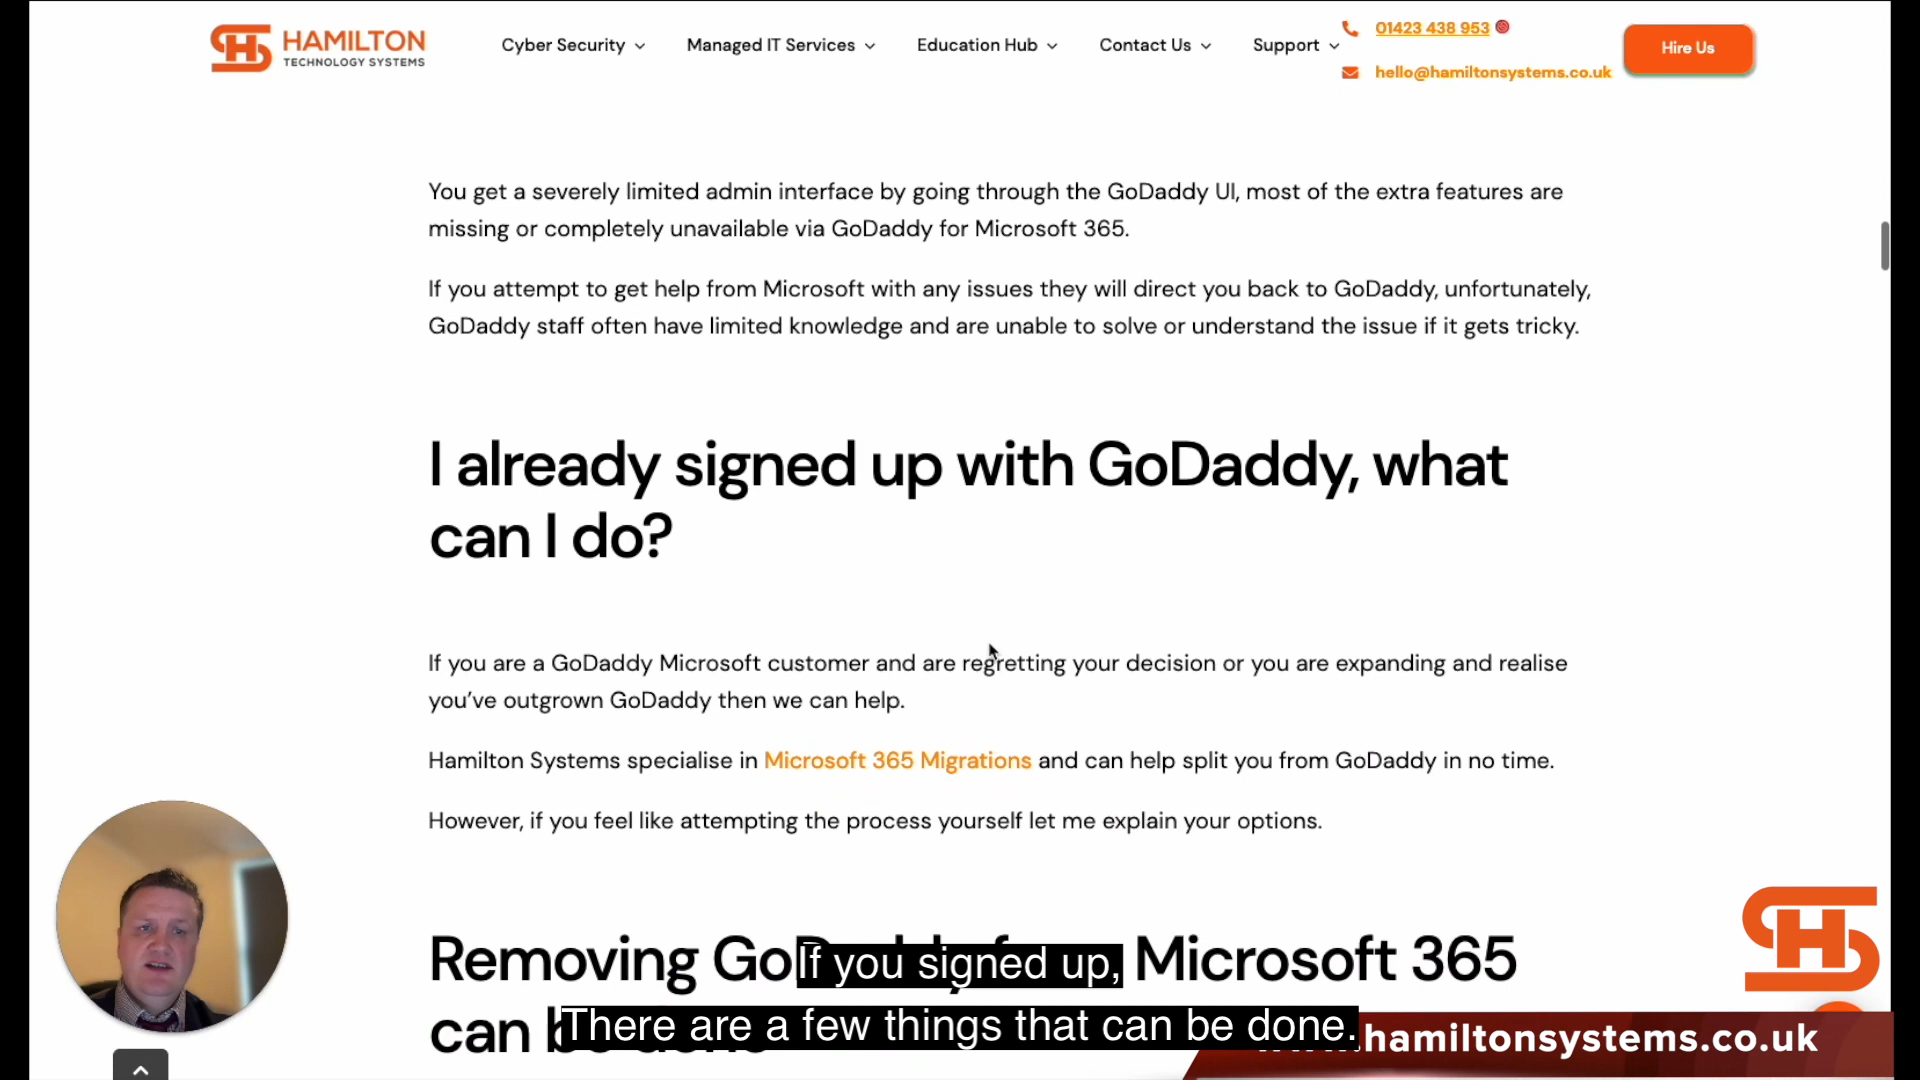 HAMILTON
TECHNOLOGY SYSTEMS
Cyber Security
Managed IT Services
Education Hub
Contact Us
Support
01423 438 953
hello@hamiltonsystems.co.uk
Hire Us
You get a severely limited admin interface by going through the GoDaddy UI, most of the extra features are
missing or completely unavailable via GoDaddy for Microsoft 365.
If you attempt to get help from Microsoft with any issues they will direct you back to GoDaddy, unfortunately,
GoDaddy staff often have limited knowledge and are unable to solve or understand the issue if it gets tricky.
I already signed up with GoDaddy, what
can I do?
If you are a GoDaddy Microsoft customer and are regretting your decision or you are expanding and realise
you've outgrown GoDaddy then we can help.
Hamilton Systems specialise in Microsoft 365 Migrations and can help split you from GoDaddy in no time.
However, if you feel like attempting the process yourself let me explain your options.
Removing Microsoft 365
can
If you signed up,
There are a few things that can be done.
hamiltonsystems.co.uk